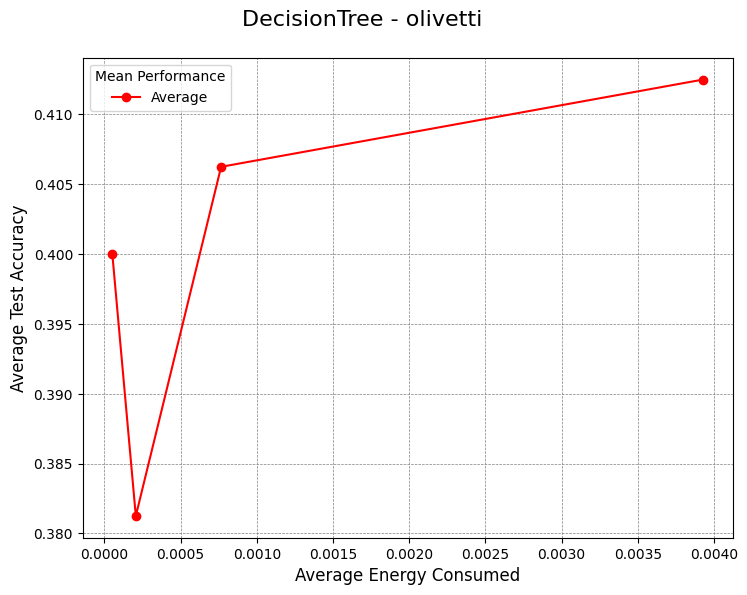 DecisionTree - olivetti
Mean Performance
Average
Average Test Accuracy
0.410
0.405
0.400
0.395
0.390
0.385
0.380
0.0000 0.0005 0.0010 0.0015 0.0020 0.0025 0.0030 0.0035 0.0040
Average Energy Consumed